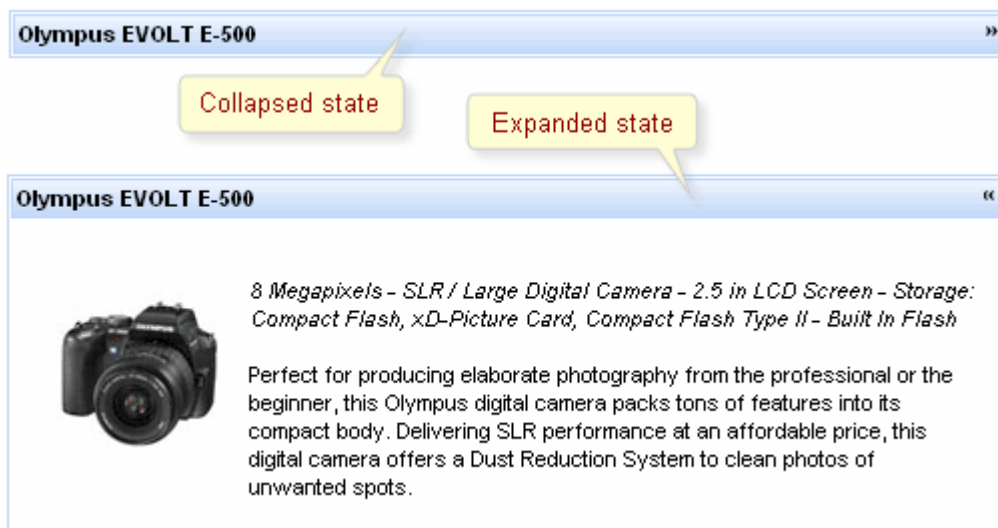 Olympus EVOLT E-500 »
Collapsed state
Expanded state
Olympus EVOLT E-500 «
8 Megapixels - SLR / Large Digital Camera - 2.5 in LCD Screen - Storage:
Compact Flash, xD-Picture Card, Compact Flash Type II - Built In Flash
Perfect for producing elaborate photography from the professional or the
beginner, this Olympus digital camera packs tons of features into its
compact body. Delivering SLR performance at an affordable price, this
digital camera offers a Dust Reduction System to clean photos of
unwanted spots.
OLYMPUS